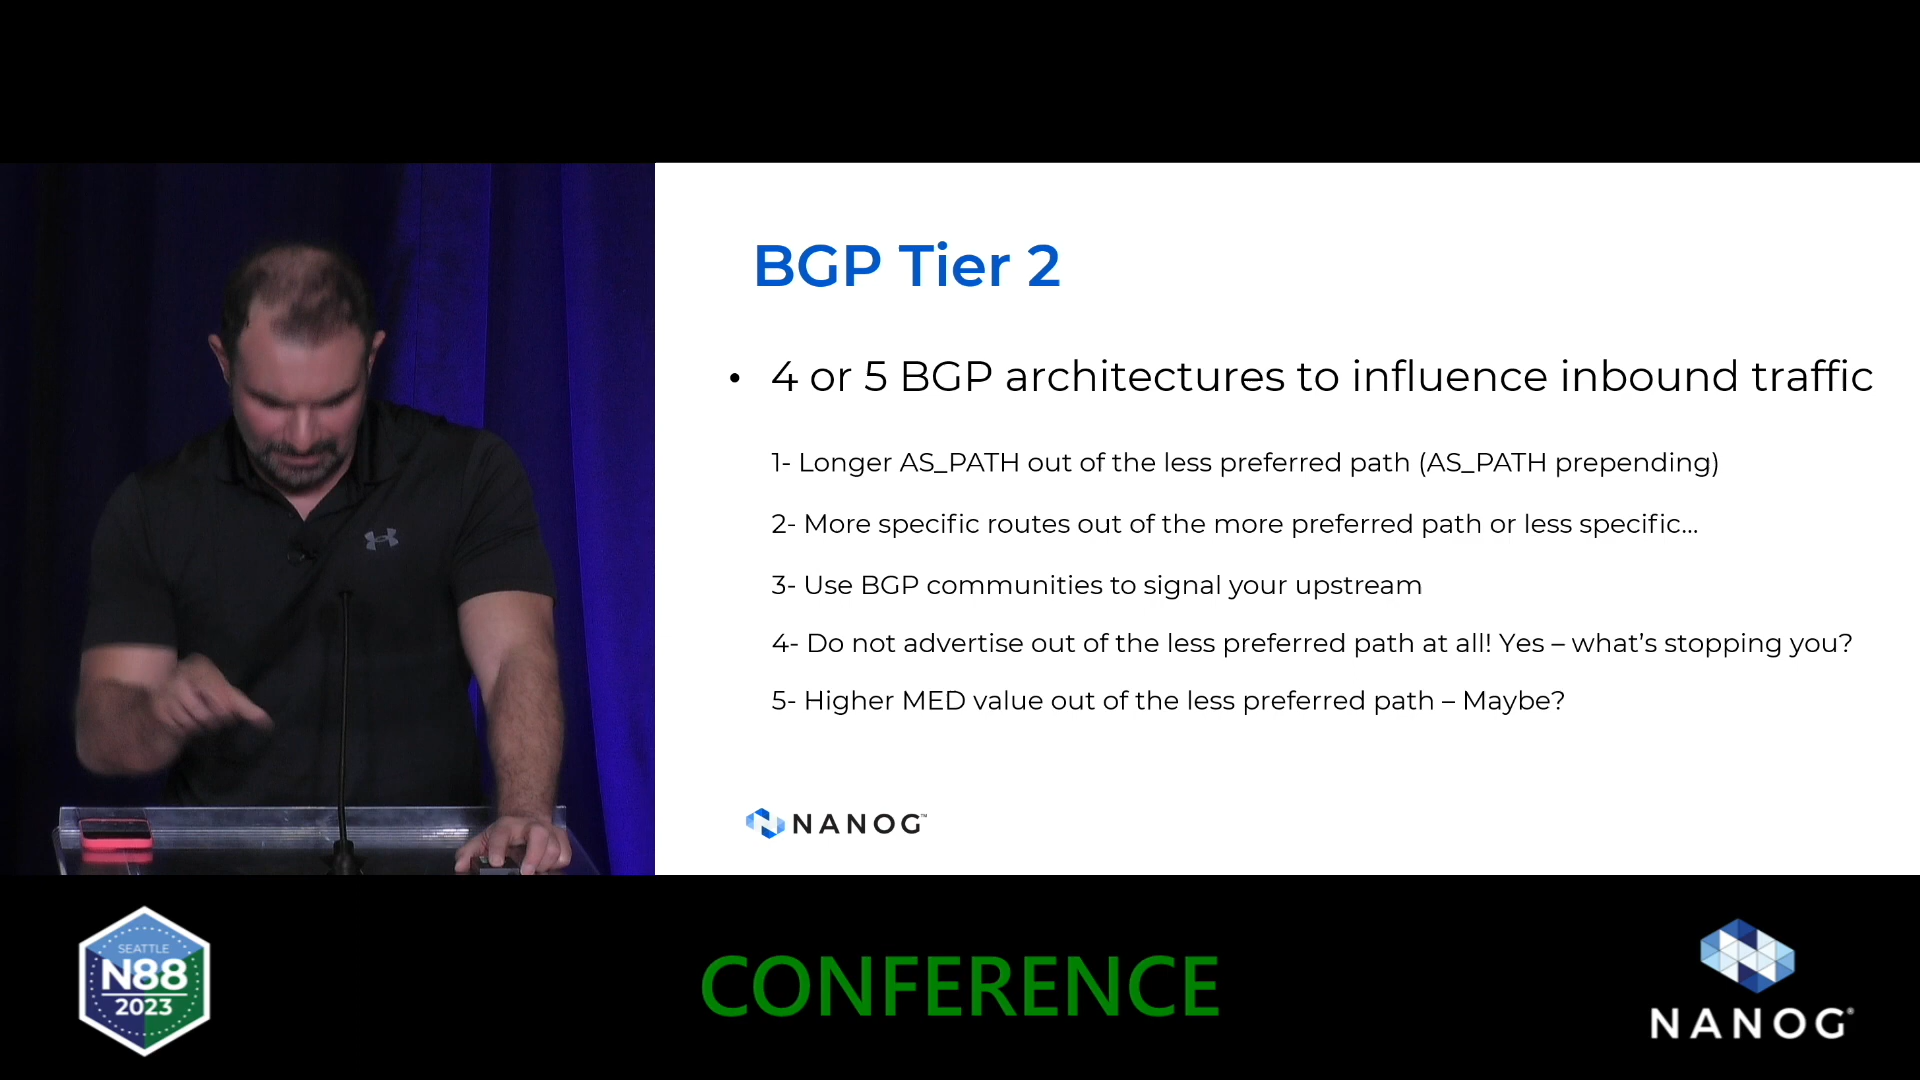 BGP Tier 2
• 4 or 5 BGP architectures to influence inbound traffic
1- Longer AS_PATH out of the less preferred path (AS_PATH prepending)
2- More specific routes out of the more preferred path or less specific...
3- Use BGP communities to signal your upstream
4- Do not advertise out of the less preferred path at all! Yes – what’s stopping you?
5- Higher MED value out of the less preferred path – Maybe?
NANOG™
SEATTLE
N88
2023
CONFERENCE
NANOG®